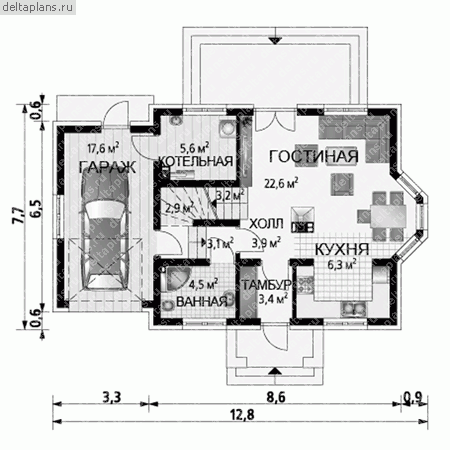 deltaplans.ru
17,6 м²
ГАРАЖ
5,6 м²
КОТЕЛЬНАЯ
ГОСТИНАЯ
22,6 м²
2,9 м²
3,2 м²
ХОЛЛ
3,9 м²
3,1 м²
КУХНЯ
6,3 м²
4,5 м²
ВАННАЯ
ТАМБУР
3,4 м²
0,6
6,5
0,6
7,7
3,3
8,6
0,9
12,8